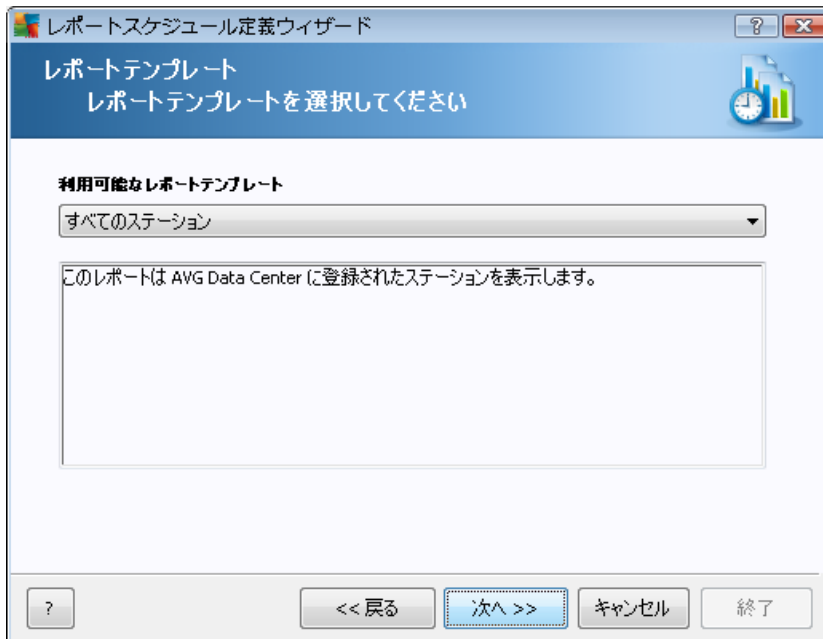 レポートスケジュール定義ウィザード
?
レポートテンプレート
レポートテンプレートを選択してください
利用可能なレポートテンプレート
すべてのステーション
このレポートは AVG Data Center に登録されたステーションを表示します。
?
<< 戻る
次へ >>
キャンセル
終了